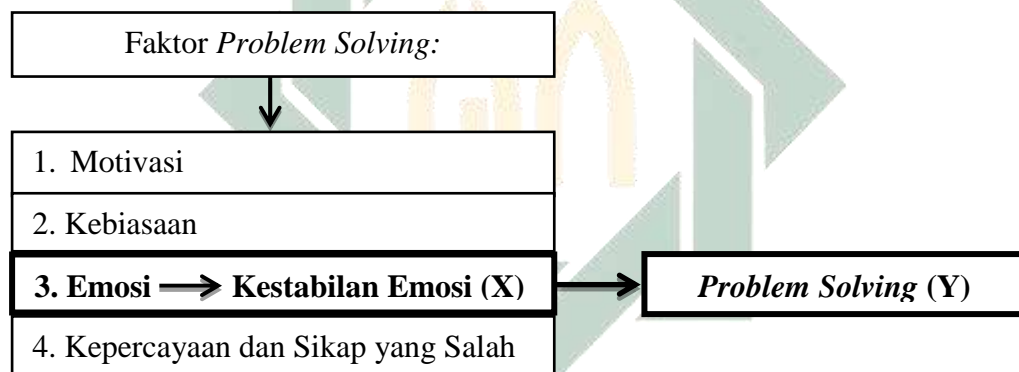 Faktor Problem Solving:
1. Motivasi
2. Kebiasaan
3. Emosi Kestabilan Emosi (X)
Problem Solving (Y)
4. Kepercayaan dan Sikap yang Salah